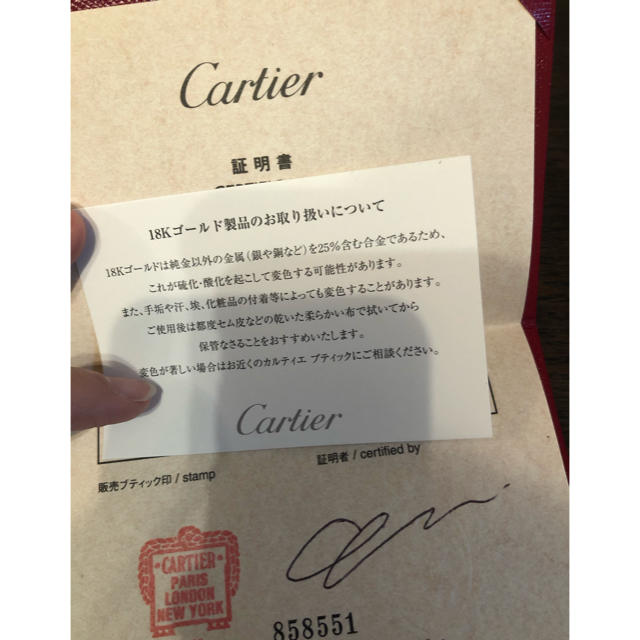 Cartier
証明書
18Kゴールド製品のお取り扱いについて
18Kゴールドは純金以外の金属(銀や銅など)を25%含む合金であるため、
これが硫化・酸化を起こして変色する可能性があります。
また、手垢や汗、埃、化粧品の付着等によっても変色することがあります。
ご使用後は都度セム皮などの乾いた柔らかい布で拭いてから
保管なさることをおすすめいたします。
変色が著しい場合はお近くのカルティエ ブティックにご相談ください。
Cartier
証明者 / certified by
販売ブティック印 / stamp
CARTIER
PARIS
LONDON
NEW YORK
858551